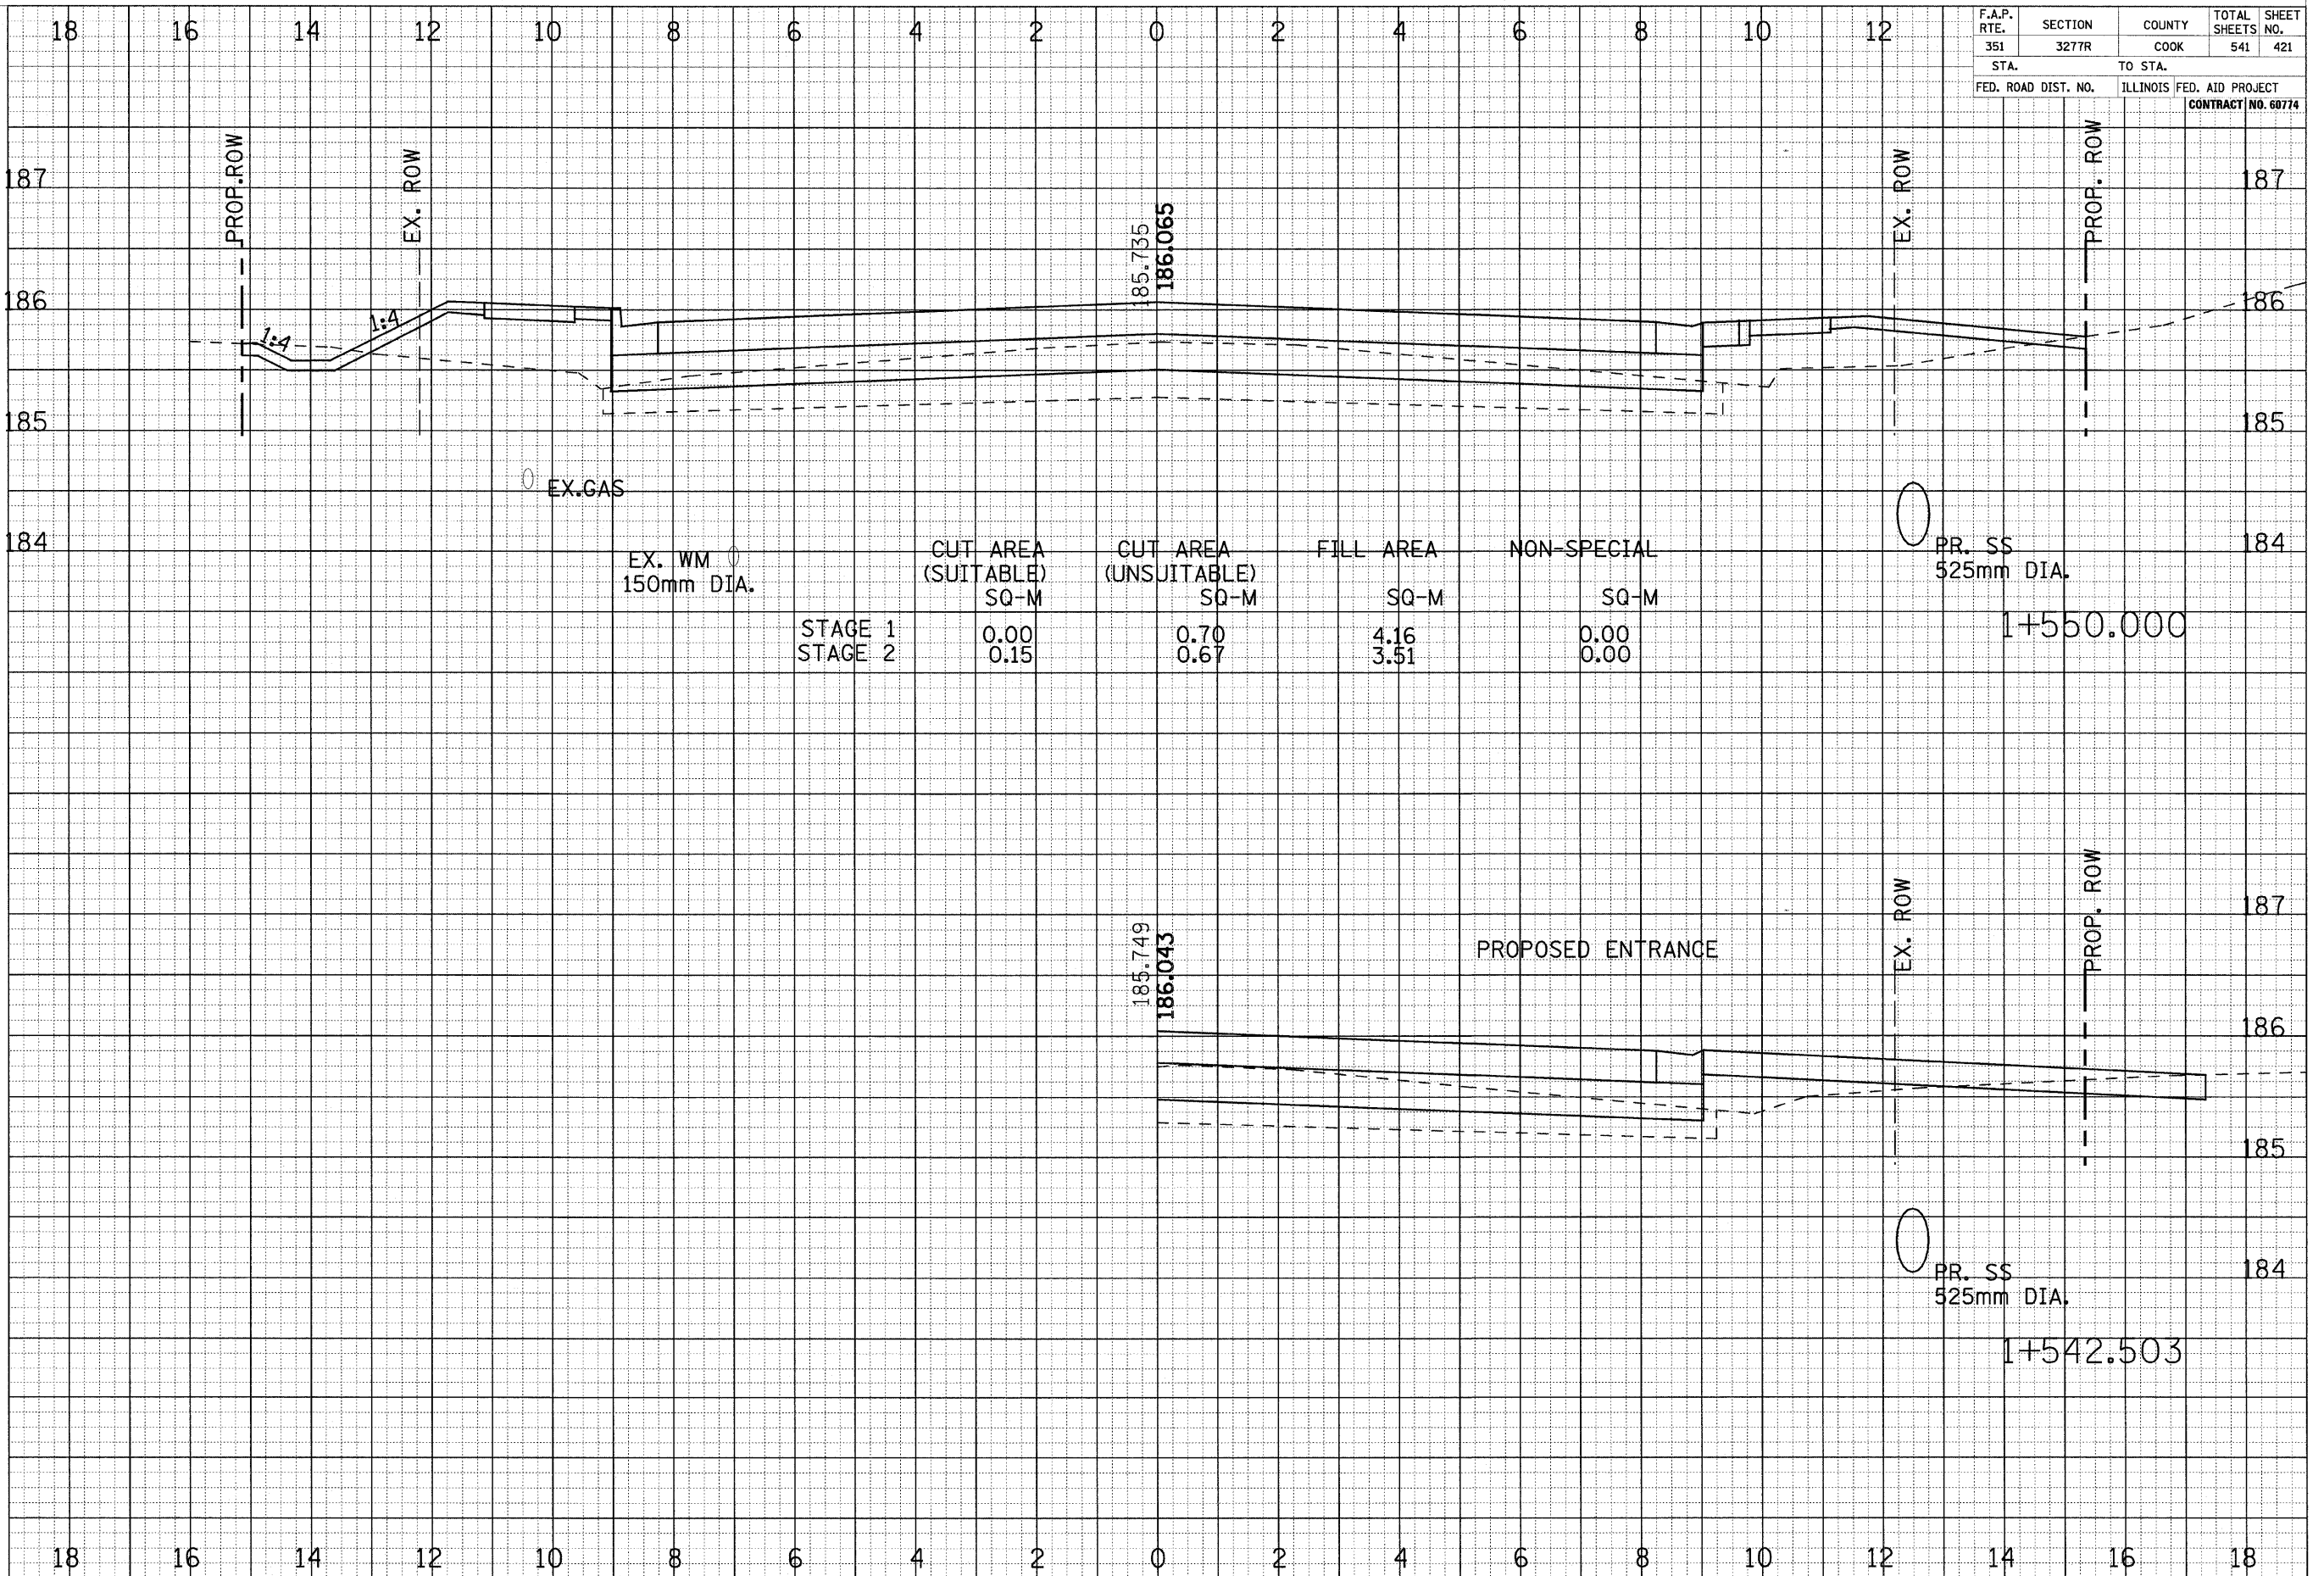 18 16 14 12 10 8 6 4 2 0 2 4 6 8 10 12
F.A.P. RTE. SECTION COUNTY TOTAL SHEETS SHEET NO.
351 3277R COOK 541 421
STA. TO STA.
FED. ROAD DIST. NO. ILLINOIS FED. AID PROJECT
CONTRACT NO. 60774
PROP.ROW
EX. ROW
185.735
186.065
EX. ROW
PROP. ROW
187 187
186 186
1:4
1:4
185 185
EX.GAS
184 184
EX. WM
150mm DIA.
CUT AREA CUT AREA FILL AREA NON-SPECIAL
(SUITABLE) (UNSUITABLE)
SQ-M SQ-M SQ-M SQ-M
STAGE 1 0.00 0.70 4.16 0.00
STAGE 2 0.15 0.67 3.51 0.00
PR. SS
525mm DIA.
1+550.000
185.749
186.043
PROPOSED ENTRANCE
EX. ROW
PROP. ROW
187
186
185
184
PR. SS
525mm DIA.
1+542.503
18 16 14 12 10 8 6 4 2 0 2 4 6 8 10 12 14 16 18